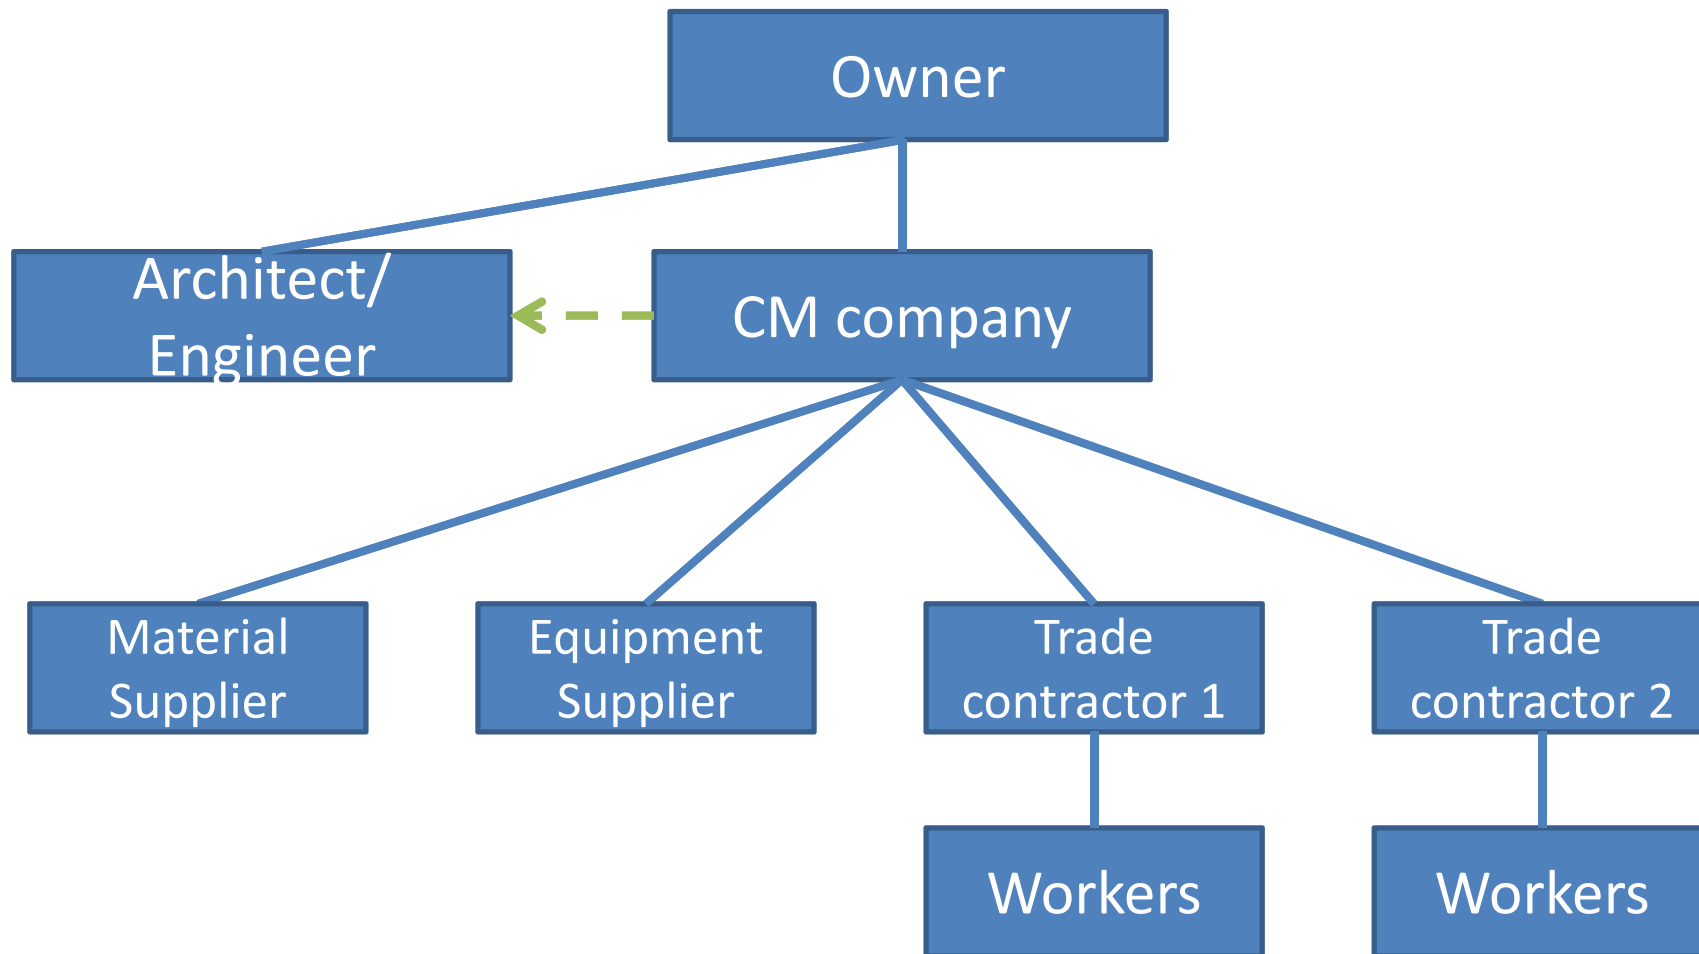 Owner
Architect/
Engineer
CM company
Material
Supplier
Equipment
Supplier
Trade
contractor 1
Trade
contractor 2
Workers
Workers